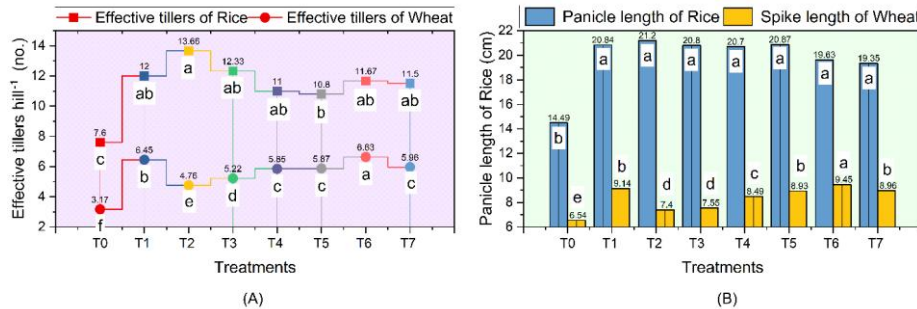 Effective tillers of Rice Effective tillers of Wheat
Effective tillers hill⁻¹ (no.)
14
12
10
8
6
4
2
7.6 12 13.66 12.33 11 10.8 11.67 11.5
c ab a ab ab b ab ab
3.17 6.45 4.76 5.22 5.85 5.87 6.63 5.96
f b e d c c a c
T0 T1 T2 T3 T4 T5 T6 T7
Treatments
(A)
Panicle length of Rice Spike length of Wheat
Panicle length of Rice (cm)
22
20
18
16
14
12
10
8
6
14.49 20.84 21.2 20.8 20.7 20.87 19.63 19.35
b a a a a a a a
e b d d c b a b
6.54 9.14 7.4 7.55 8.49 8.93 9.45 8.96
T0 T1 T2 T3 T4 T5 T6 T7
Treatments
(B)